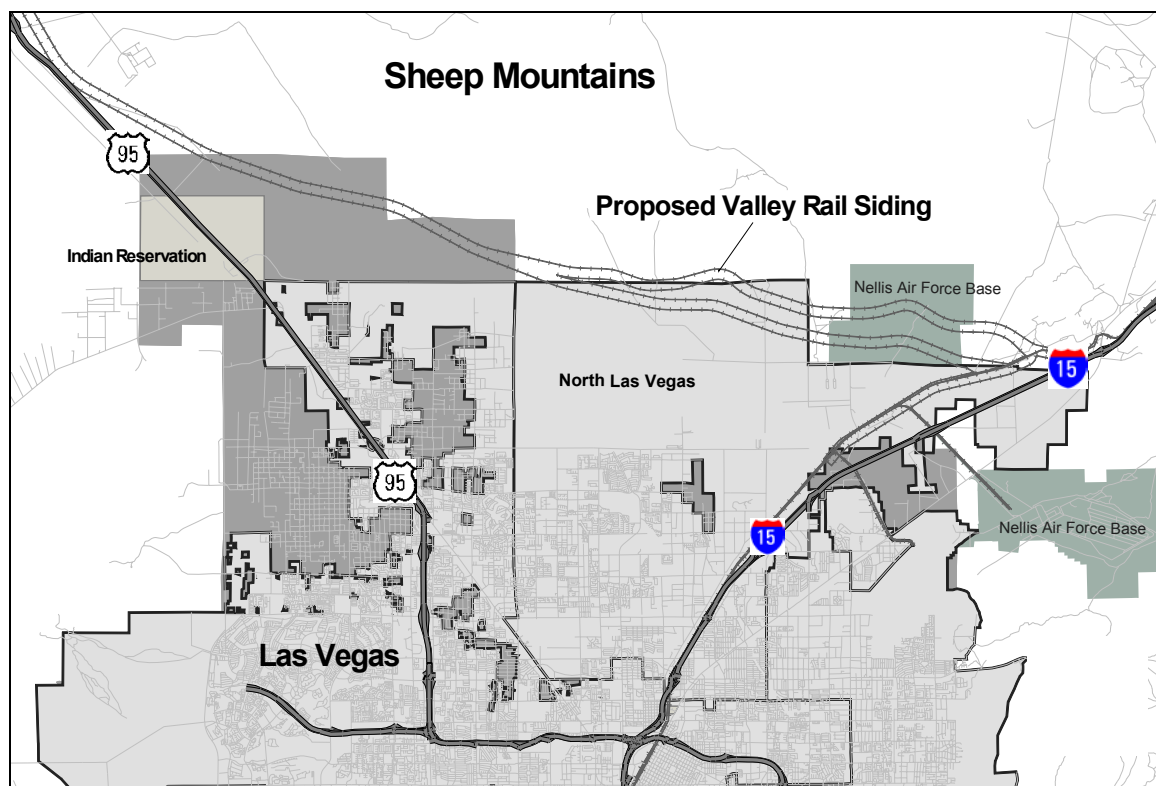 Sheep Mountains
95
Proposed Valley Rail Siding
Indian Reservation
Nellis Air Force Base
15
North Las Vegas
95
15
Nellis Air Force Base
Las Vegas